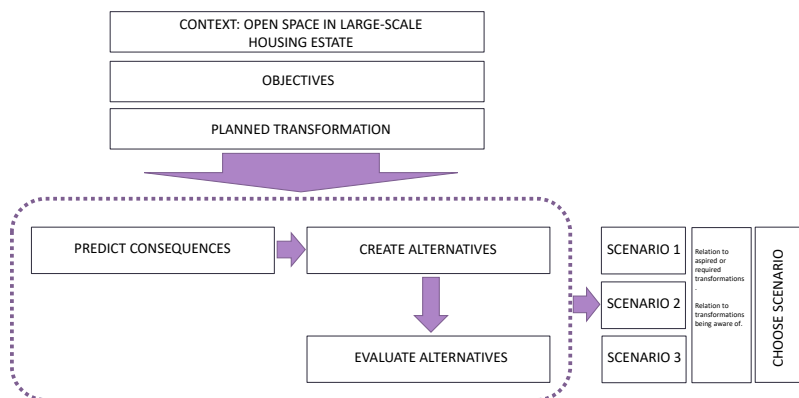 CONTEXT: OPEN SPACE IN LARGE-SCALE
HOUSING ESTATE
OBJECTIVES
PLANNED TRANSFORMATION
PREDICT CONSEQUENCES
CREATE ALTERNATIVES
EVALUATE ALTERNATIVES
SCENARIO 1
SCENARIO 2
SCENARIO 3
Relation to
aspired or
required
transformations
.
Relation to
transformations
being aware of.
CHOOSE SCENARIO